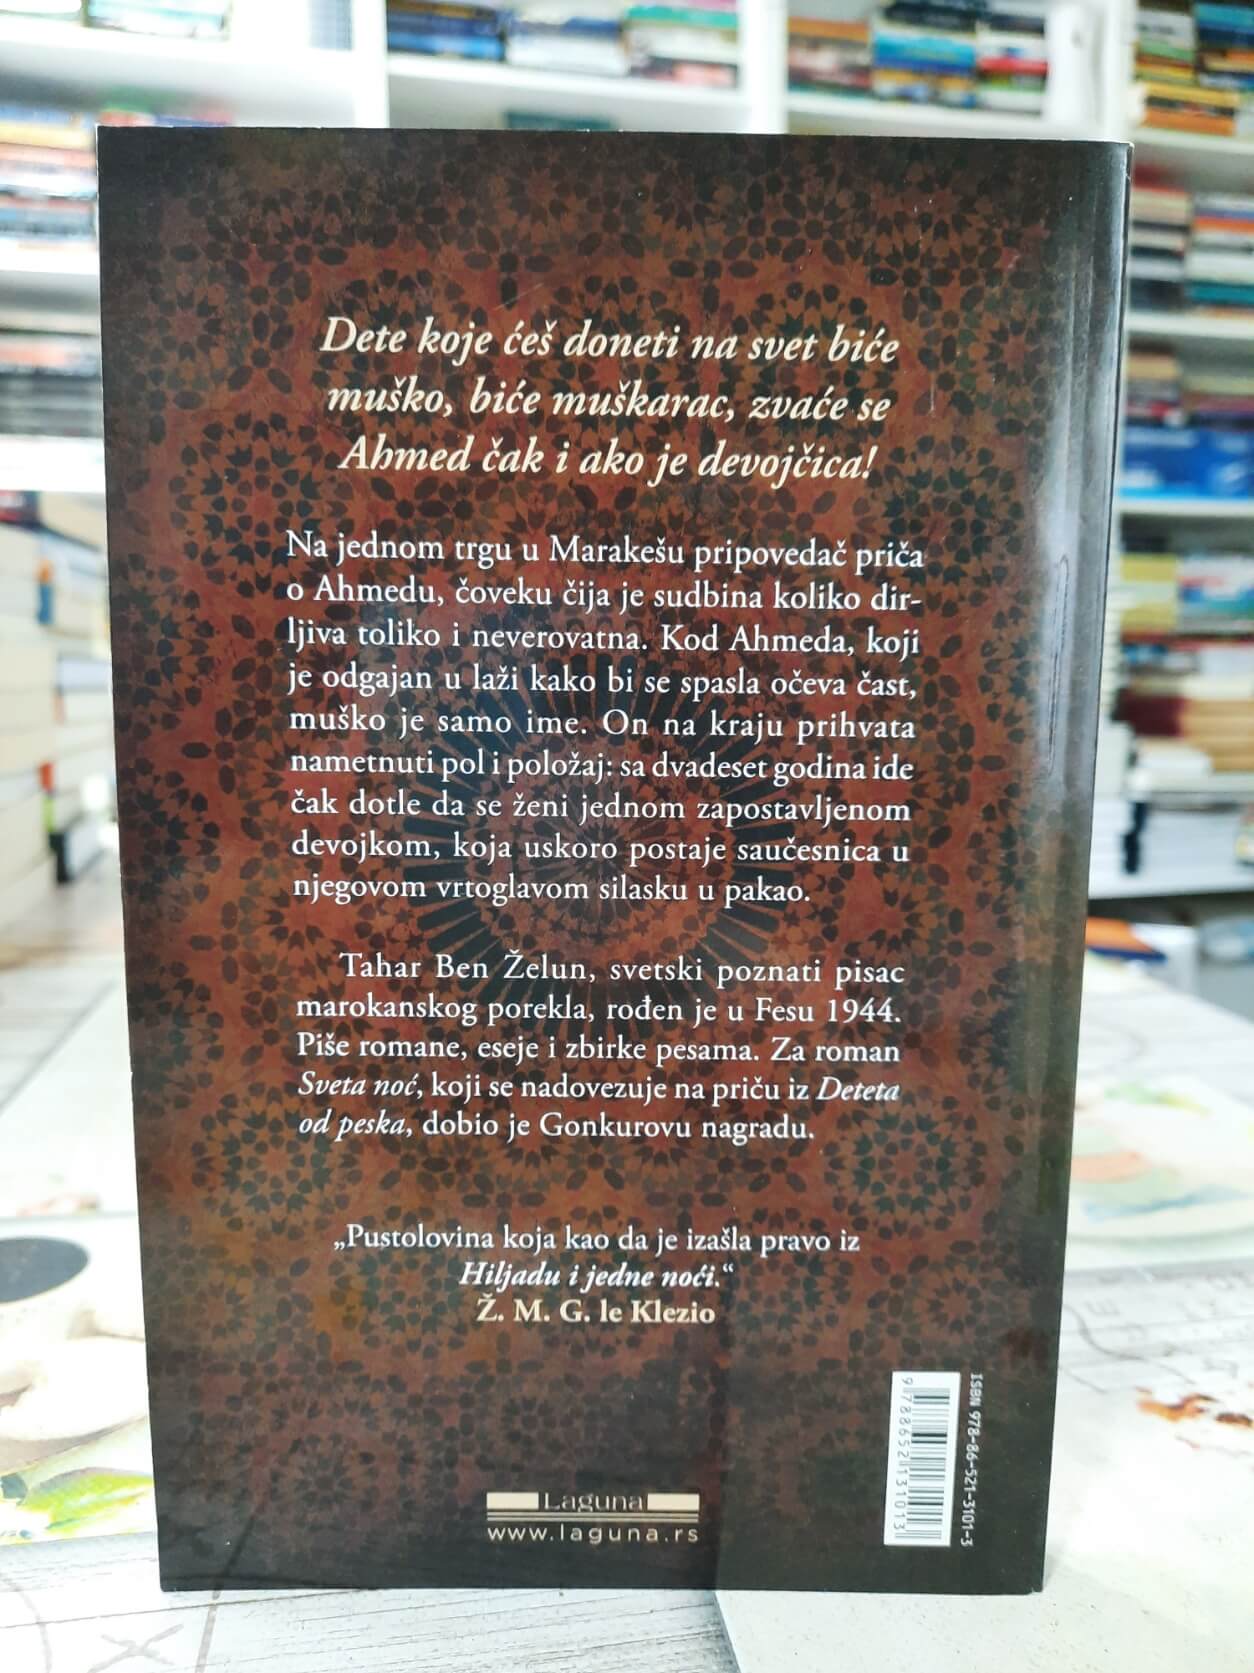 Dete koje ćeš doneti na svet biće
muško, biće muškarac, zvaće se
Ahmed čak i ako je devojčica!
Na jednom trgu u Marakešu pripovedač priča
o Ahmedu, čoveku čija je sudbina koliko dir-
ljiva toliko i neverovatna. Kod Ahmeda, koji
je odgajan u laži kako bi se spasla očeva čast,
muško je samo ime. On na kraju prihvata
nametnuti pol i položaj: sa dvadeset godina ide
čak dotle da se ženi jednom zapostavljenom
devojkom, koja uskoro postaje saučesnica u
njegovom vrtoglavom silasku u pakao.
Tahar Ben Želun, svetski poznati pisac
marokanskog porekla, rođen je u Fesu 1944.
Piše romane, eseje i zbirke pesama. Za roman
Sveta noć, koji se nadovezuje na priču iz Deteta
od peska, dobio je Gonkurovu nagradu.
„Pustolovina koja kao da je izašla pravo iz
Hiljadu i jedne noći.“
Ž. M. G. le Klezio
ISBN 978-86-521-3101-3
9 788652 131013
Laguna
www.laguna.rs